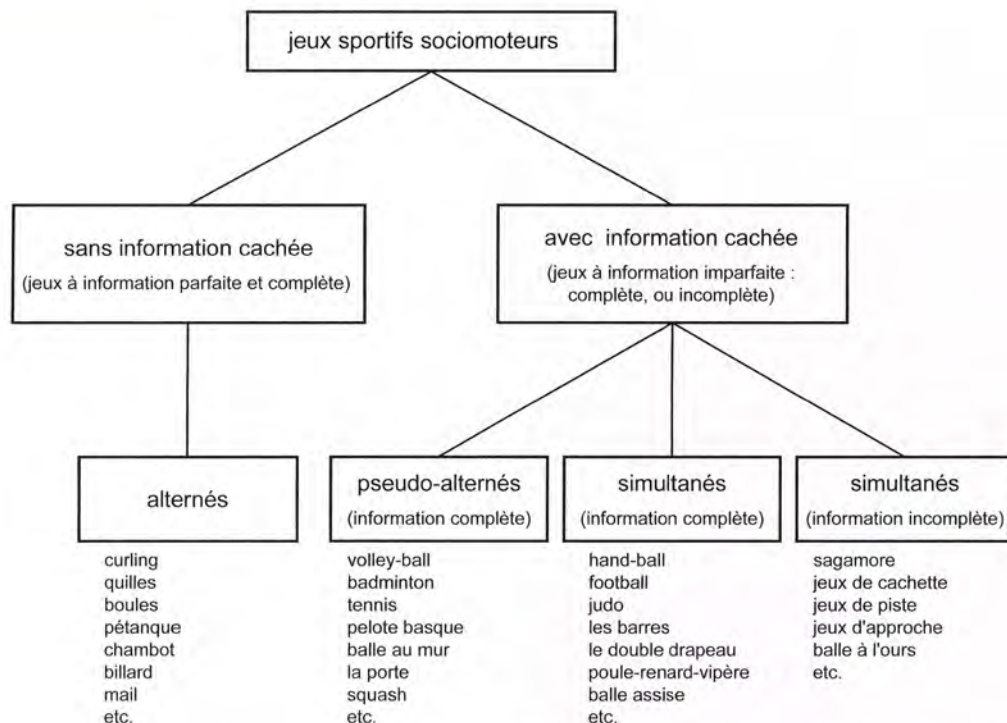 jeux sportifs sociomoteurs
sans information cachée
(jeux à information parfaite et complète)
avec information cachée
(jeux à information imparfaite :
complète, ou incomplète)
alternés
curling
quilles
boules
pétanque
chambot
billard
mail
etc.
pseudo-alternés
(information complète)
volley-ball
badminton
tennis
pelote basque
balle au mur
la porte
squash
etc.
simultanés
(information complète)
hand-ball
football
judo
les barres
le double drapeau
poule-renard-vipère
balle assise
etc.
simultanés
(information incomplète)
sagamore
jeux de cachette
jeux de piste
jeux d'approche
balle à l'ours
etc.